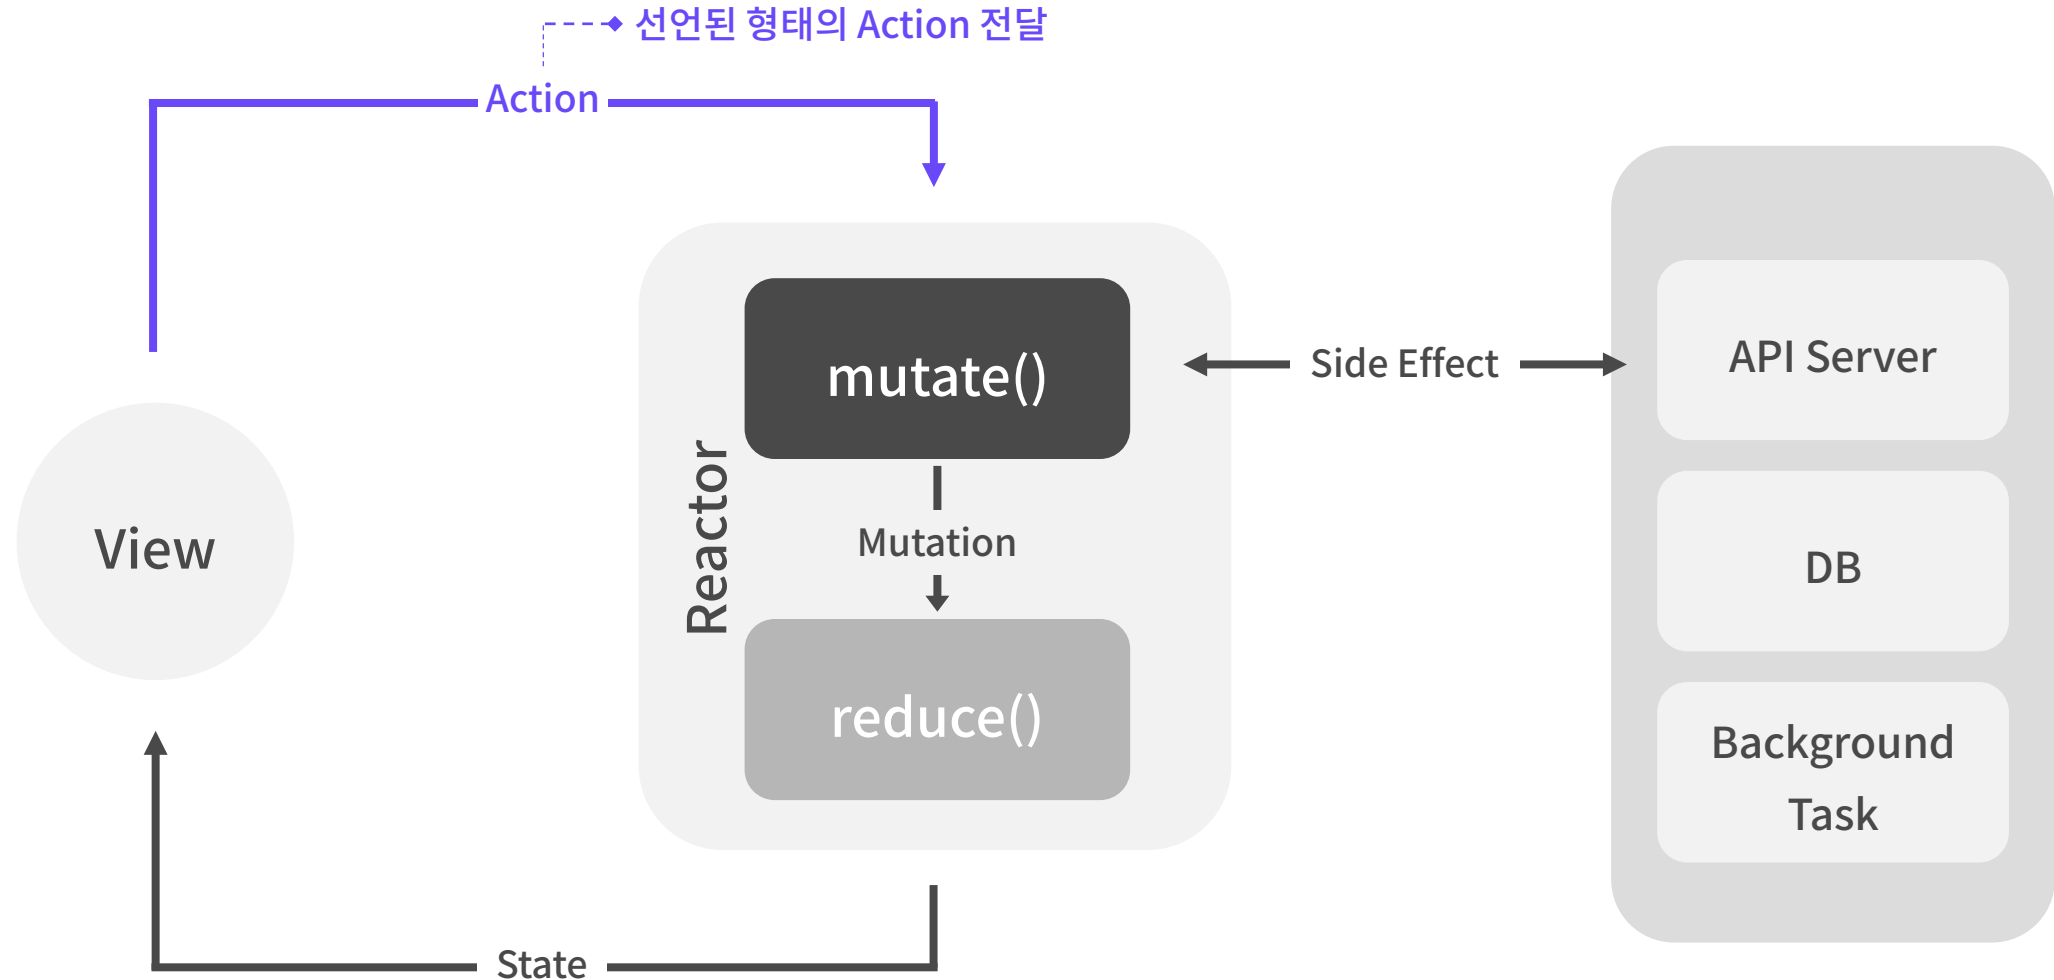 선언된 형태의 Action 전달
Action
mutate()
Side Effect
API Server
Reactor
Mutation
View
DB
reduce()
Background
Task
State